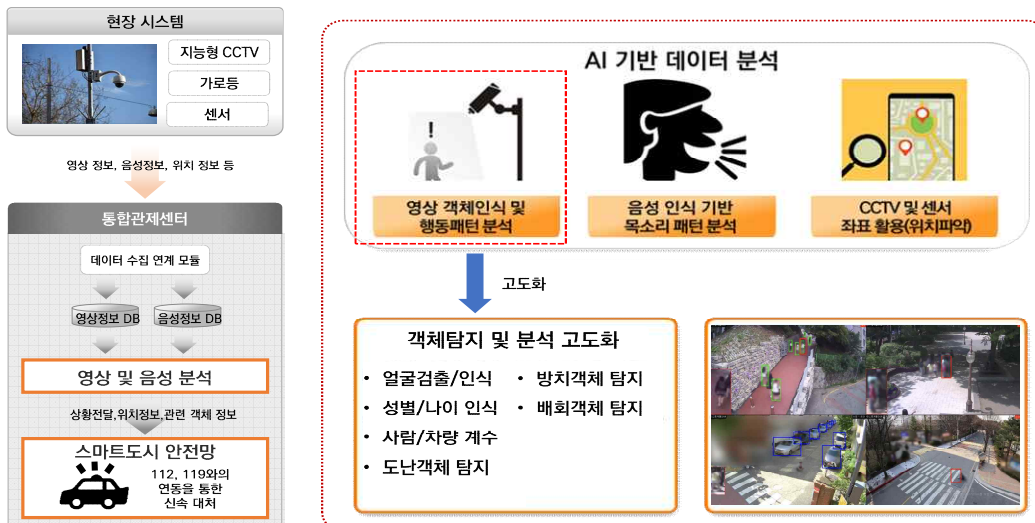 현장 시스템
지능형 CCTV
가로등
센서
영상 정보, 음성정보, 위치 정보 등
통합관제센터
데이터 수집 연계 모듈
영상정보 DB
음성정보 DB
영상 및 음성 분석
상황전달,위치정보,관련 객체 정보
스마트도시 안전망
112, 119와의
연동을 통한
신속 대처
AI 기반 데이터 분석
!
영상 객체인식 및
행동패턴 분석
음성 인식 기반
목소리 패턴 분석
CCTV 및 센서
좌표 활용(위치파악)
고도화
객체탐지 및 분석 고도화
• 얼굴검출/인식
• 성별/나이 인식
• 사람/차량 계수
• 도난객체 탐지
• 방치객체 탐지
• 배회객체 탐지